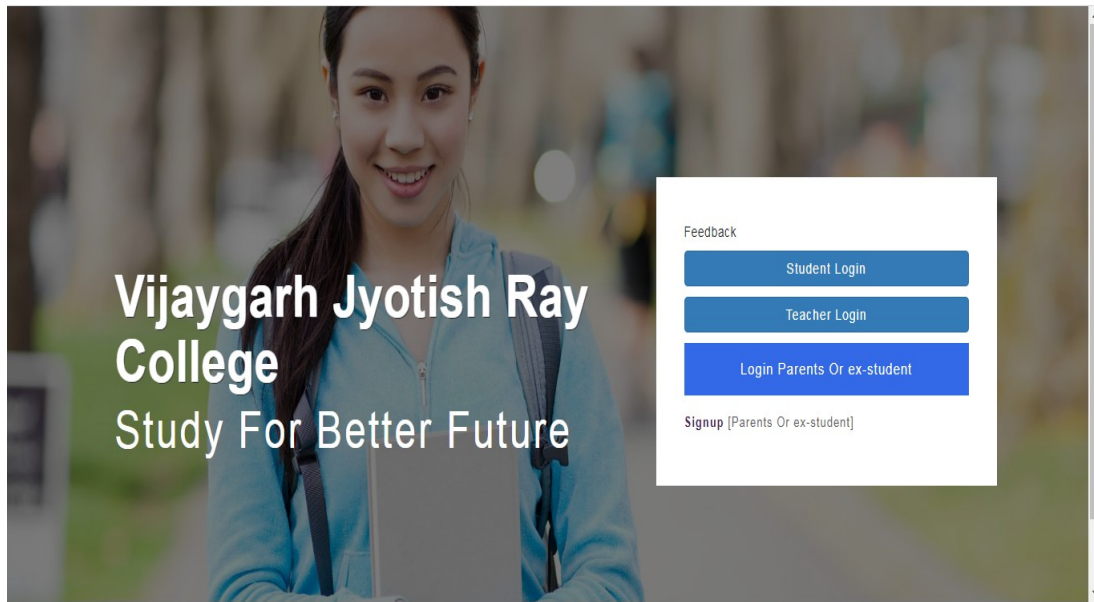 Vijaygarh Jyotish Ray
College
Study For Better Future
Feedback
Student Login
Teacher Login
Login Parents Or ex-student
Signup [Parents Or ex-student]